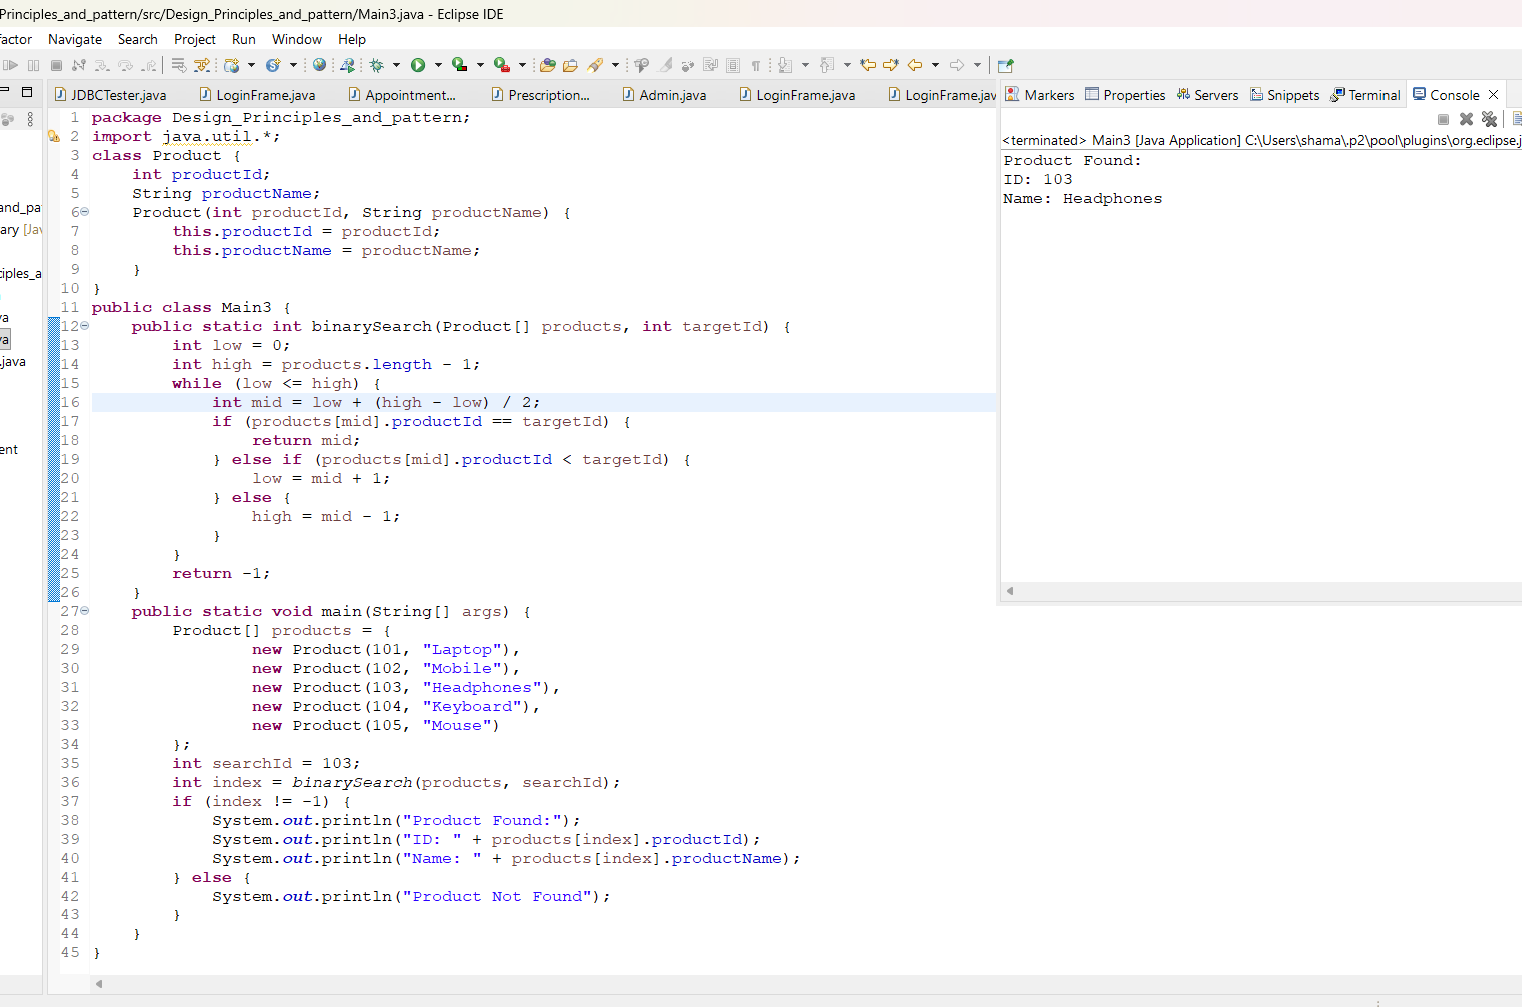 Principles_and_pattern/src/Design_Principles_and_pattern/Main3.java - Eclipse IDE
factor Navigate Search Project Run Window Help
JDBCTester.java LoginFrame.java Appointment... Prescription... Admin.java LoginFrame.java LoginFrame.jav
Markers Properties Servers Snippets Terminal Console
and_pa
ary [Jav
ciples_a
va
va
.java
ent
1 package Design_Principles_and_pattern;
2 import java.util.*;
3 class Product {
4     int productId;
5     String productName;
6     Product(int productId, String productName) {
7         this.productId = productId;
8         this.productName = productName;
9     }
10 }
11 public class Main3 {
12     public static int binarySearch(Product[] products, int targetId) {
13         int low = 0;
14         int high = products.length - 1;
15         while (low <= high) {
16             int mid = low + (high - low) / 2;
17             if (products[mid].productId == targetId) {
18                 return mid;
19             } else if (products[mid].productId < targetId) {
20                 low = mid + 1;
21             } else {
22                 high = mid - 1;
23             }
24         }
25         return -1;
26     }
27     public static void main(String[] args) {
28         Product[] products = {
29                 new Product(101, "Laptop"),
30                 new Product(102, "Mobile"),
31                 new Product(103, "Headphones"),
32                 new Product(104, "Keyboard"),
33                 new Product(105, "Mouse")
34         };
35         int searchId = 103;
36         int index = binarySearch(products, searchId);
37         if (index != -1) {
38             System.out.println("Product Found:");
39             System.out.println("ID: " + products[index].productId);
40             System.out.println("Name: " + products[index].productName);
41         } else {
42             System.out.println("Product Not Found");
43         }
44     }
45 }
<terminated> Main3 [Java Application] C:\Users\shama\.p2\pool\plugins\org.eclipse.j
Product Found:
ID: 103
Name: Headphones